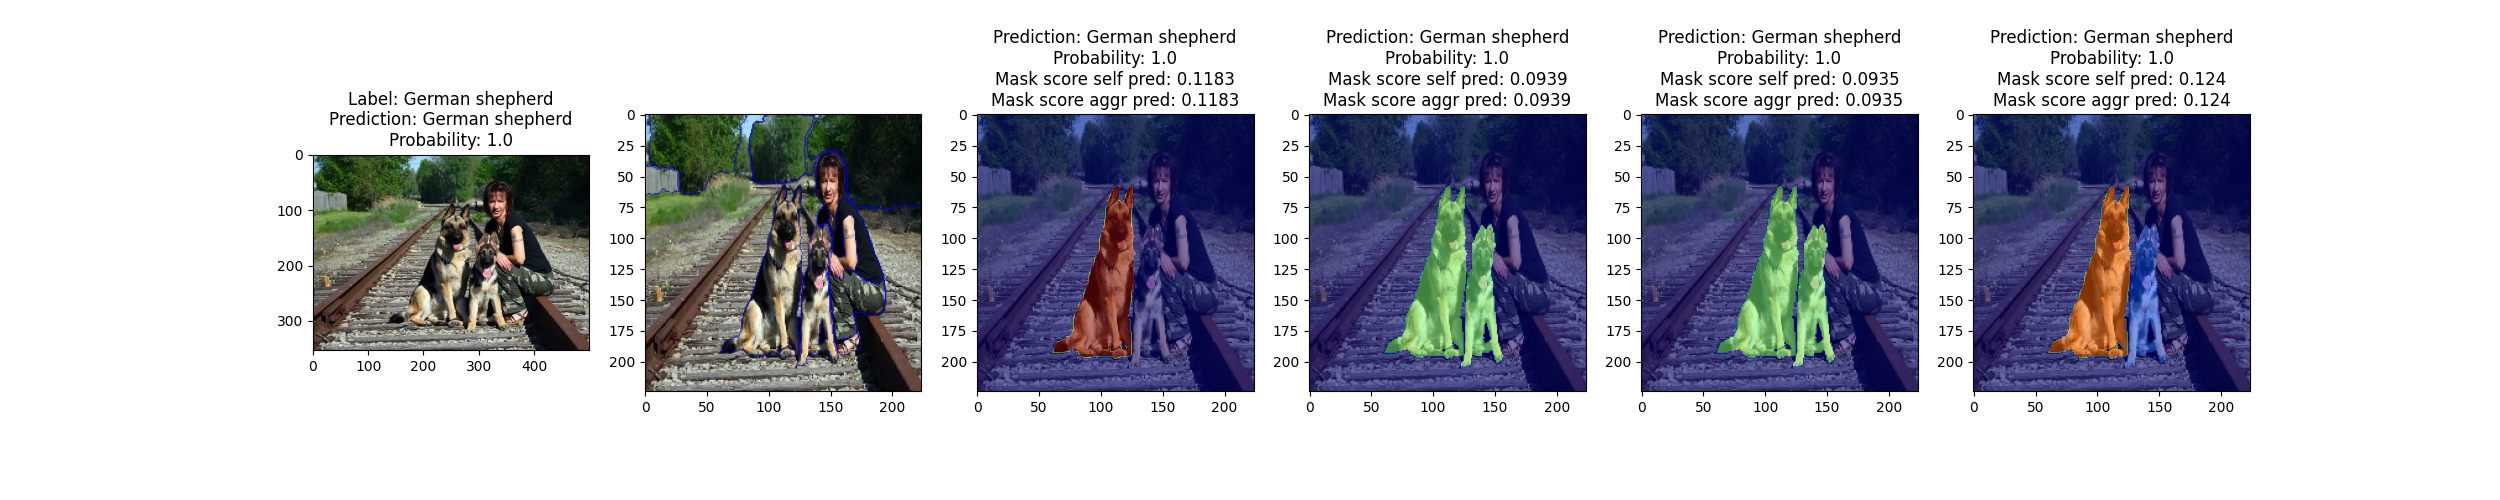 Label: German shepherd
Prediction: German shepherd
Probability: 1.0
0
100
200
300
0 100 200 300 400
0
25
50
75
100
125
150
175
200
0 50 100 150 200
Prediction: German shepherd
Probability: 1.0
Mask score self pred: 0.1183
Mask score aggr pred: 0.1183
0
25
50
75
100
125
150
175
200
0 50 100 150 200
Prediction: German shepherd
Probability: 1.0
Mask score self pred: 0.0939
Mask score aggr pred: 0.0939
0
25
50
75
100
125
150
175
200
0 50 100 150 200
Prediction: German shepherd
Probability: 1.0
Mask score self pred: 0.0935
Mask score aggr pred: 0.0935
0
25
50
75
100
125
150
175
200
0 50 100 150 200
Prediction: German shepherd
Probability: 1.0
Mask score self pred: 0.124
Mask score aggr pred: 0.124
0
25
50
75
100
125
150
175
200
0 50 100 150 200